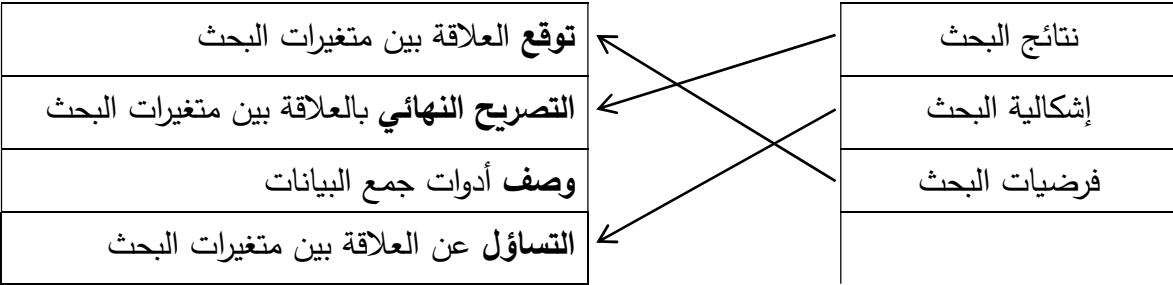 نتائج البحث
توقع العلاقة بين متغيرات البحث
إشكالية البحث
التصريح النهائي بالعلاقة بين متغيرات البحث
فرضيات البحث
وصف أدوات جمع البيانات
التساؤل عن العلاقة بين متغيرات البحث